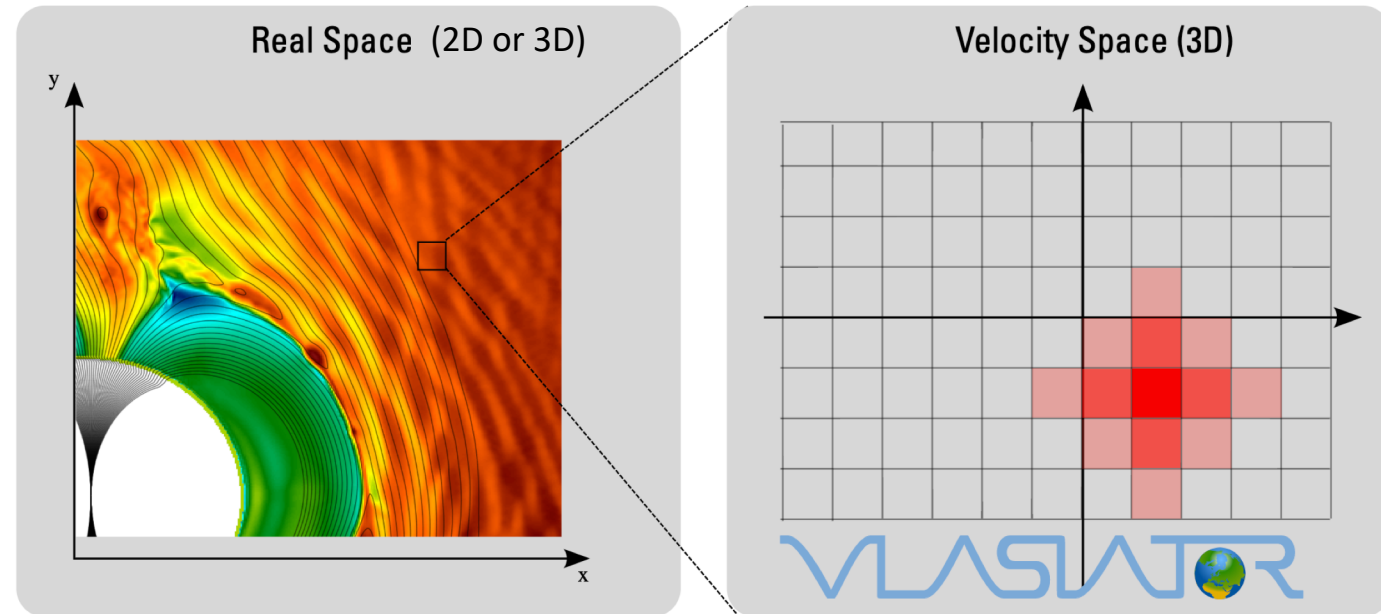 Real Space (2D or 3D)
y
x
Velocity Space (3D)
VLASIATOR